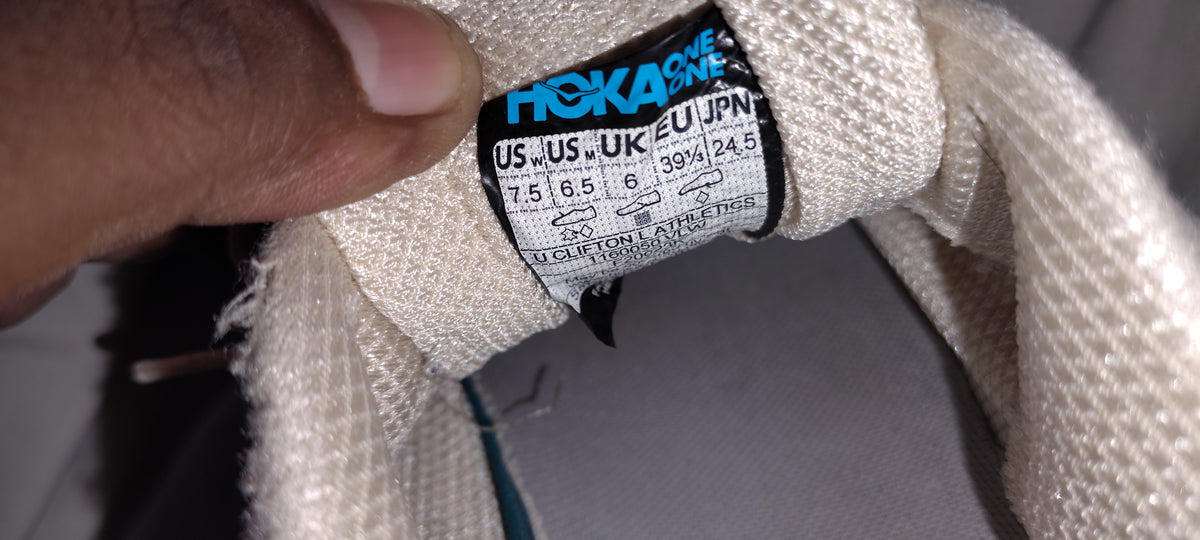 HOKA ONE ONE
US W US M UK EU JPN
7.5 6.5 6 39⅓ 24.5
U CLIFTON L ATHLETICS